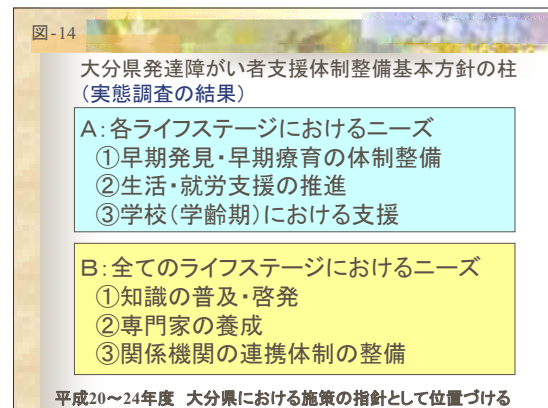 図-14
大分県発達障がい者支援体制整備基本方針の柱
(実態調査の結果)
A:各ライフステージにおけるニーズ
①早期発見・早期療育の体制整備
②生活・就労支援の推進
③学校(学齢期)における支援
B:全てのライフステージにおけるニーズ
①知識の普及・啓発
②専門家の養成
③関係機関の連携体制の整備
平成20~24年度 大分県における施策の指針として位置づける